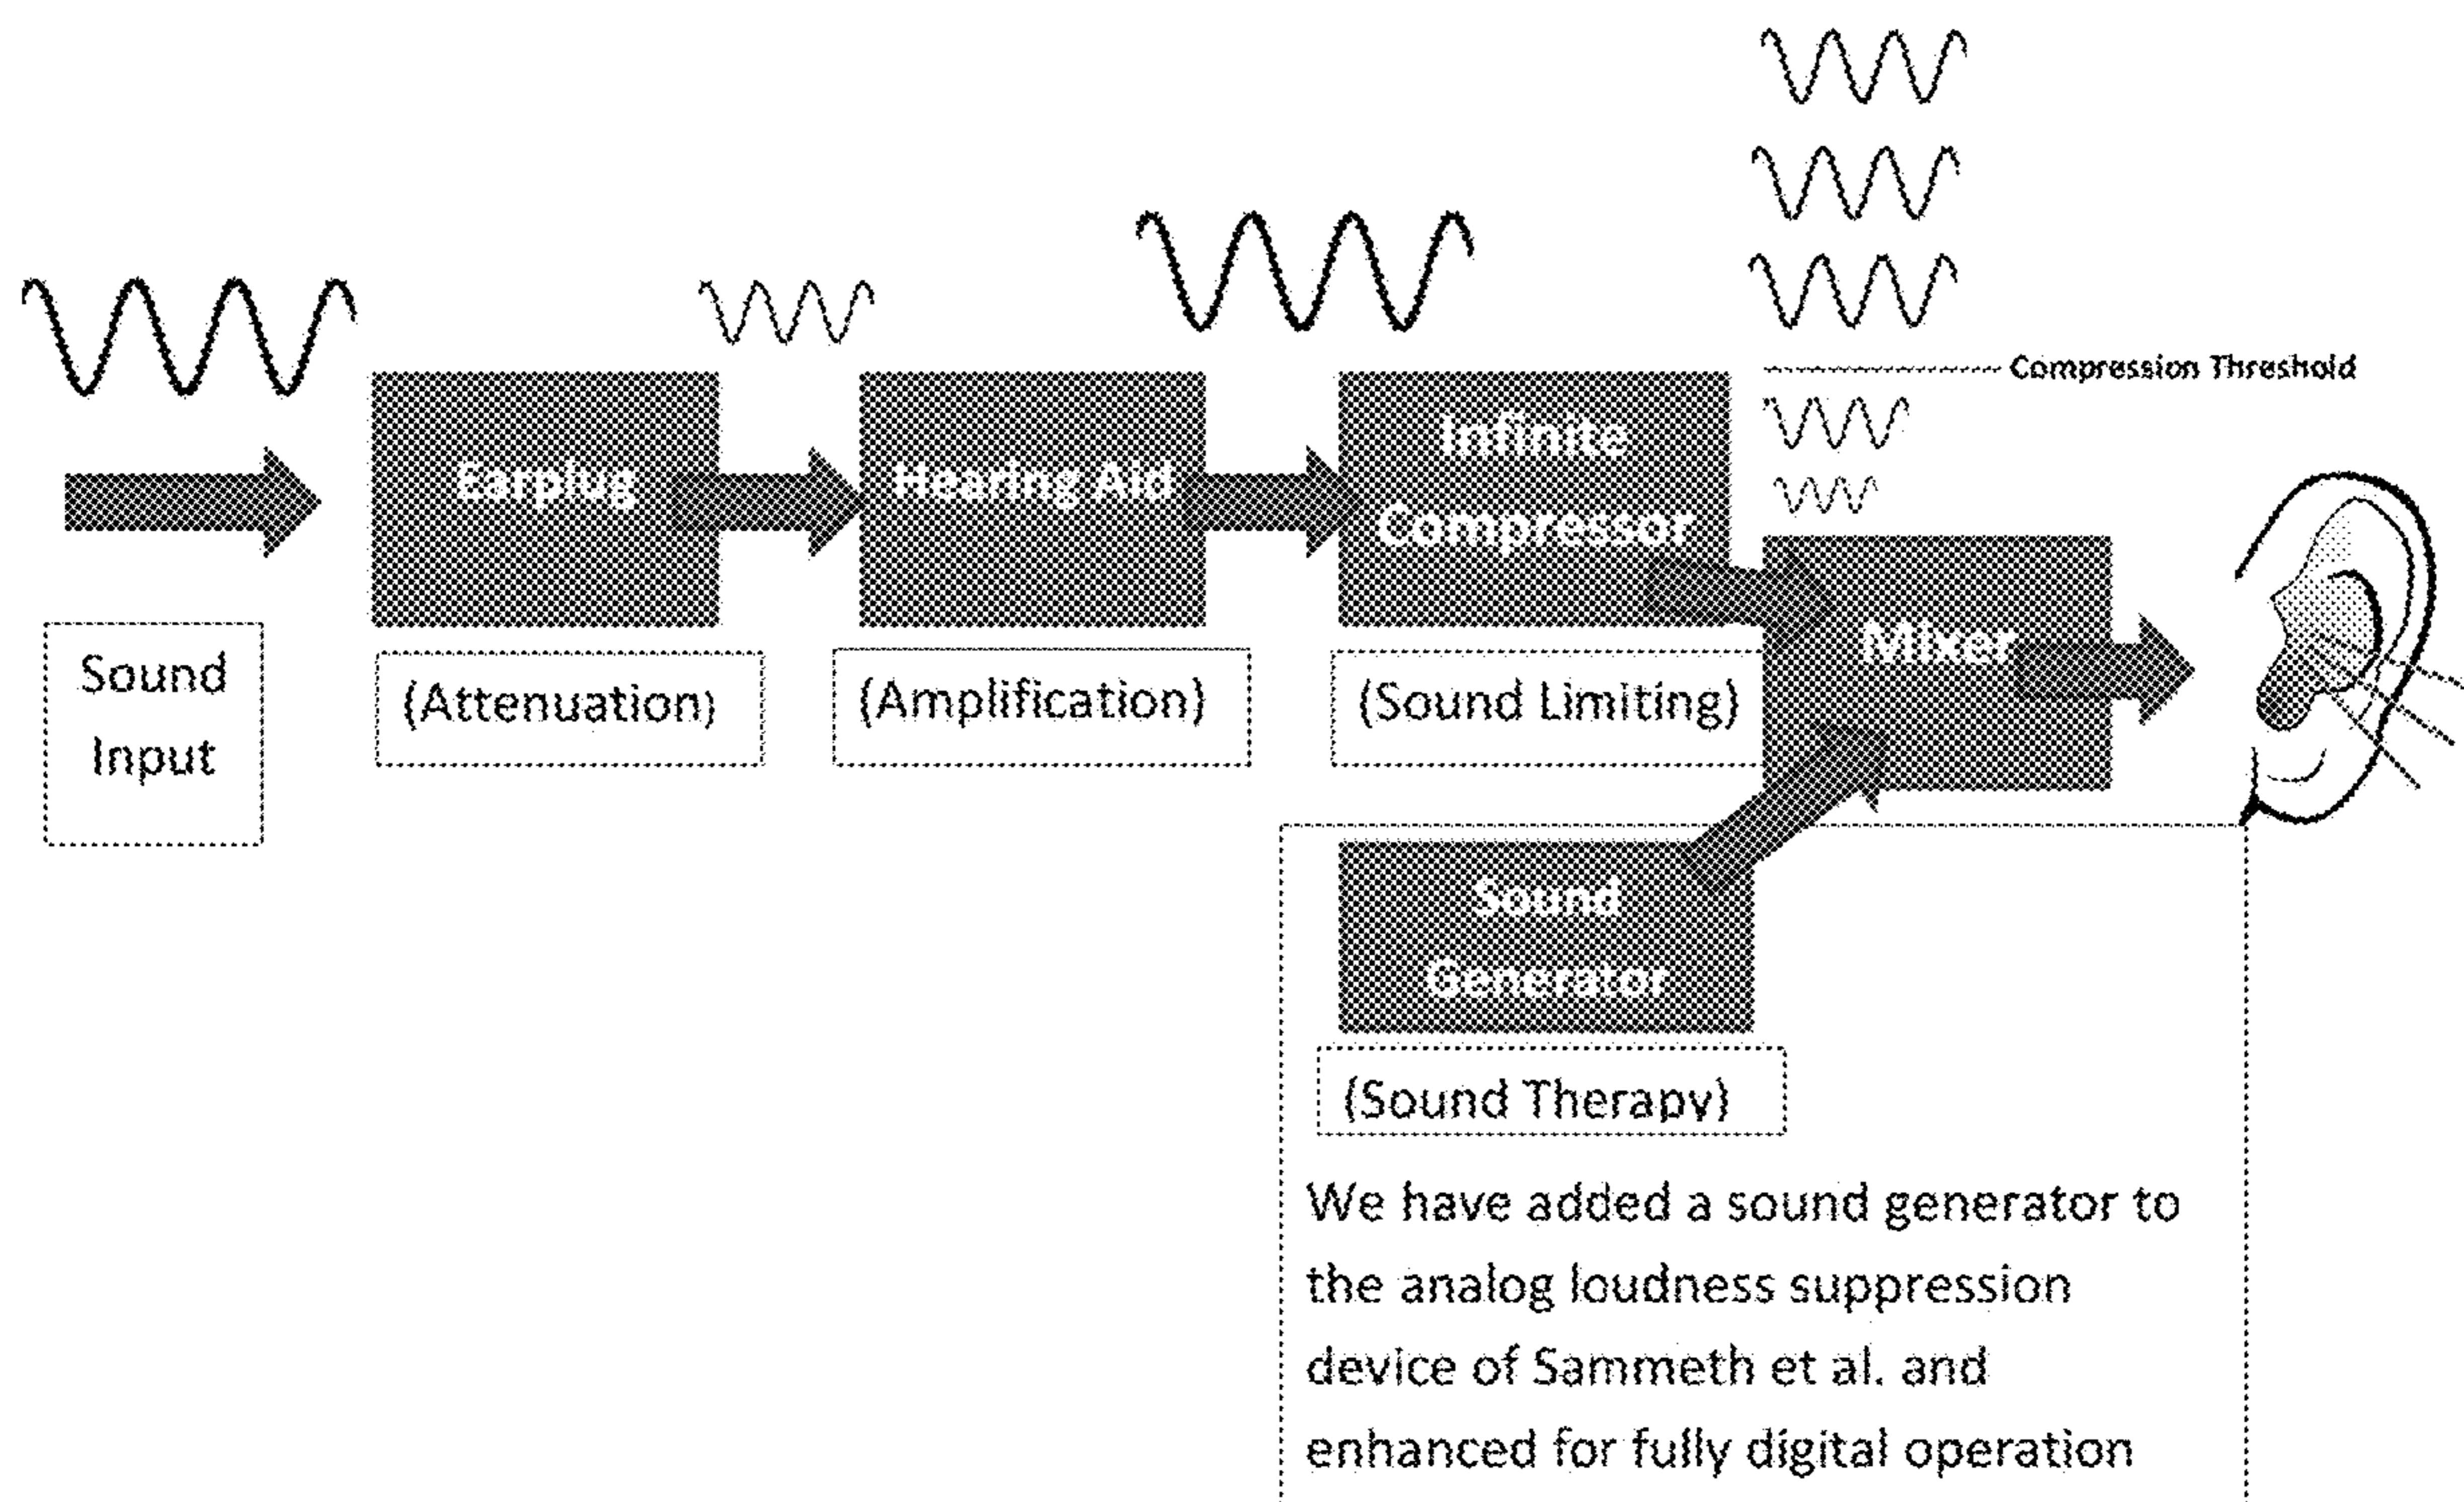 Compression Threshold
Earplug
Hearing Aid
Infinite
Compressor
Mixer
Sound
Input
(Attenuation)
(Amplification)
(Sound Limiting)
Sound
Generator
(Sound Therapy)
We have added a sound generator to
the analog loudness suppression
device of Sammeth et al. and
enhanced for fully digital operation